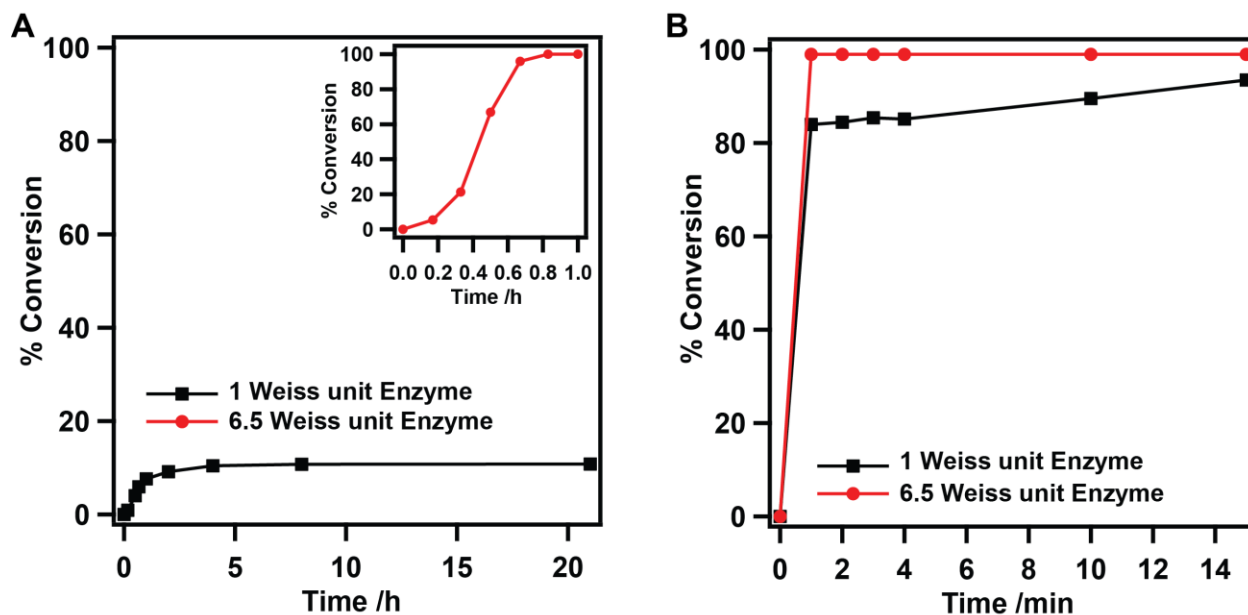 A
% Conversion
100
80
60
40
20
0
0 5 10 15 20
Time /h
1 Weiss unit Enzyme
6.5 Weiss unit Enzyme
% Conversion
100
80
60
40
20
0
0.0 0.2 0.4 0.6 0.8 1.0
Time /h
B
% Conversion
100
80
60
40
20
0
0 2 4 6 8 10 12 14
Time /min
1 Weiss unit Enzyme
6.5 Weiss unit Enzyme